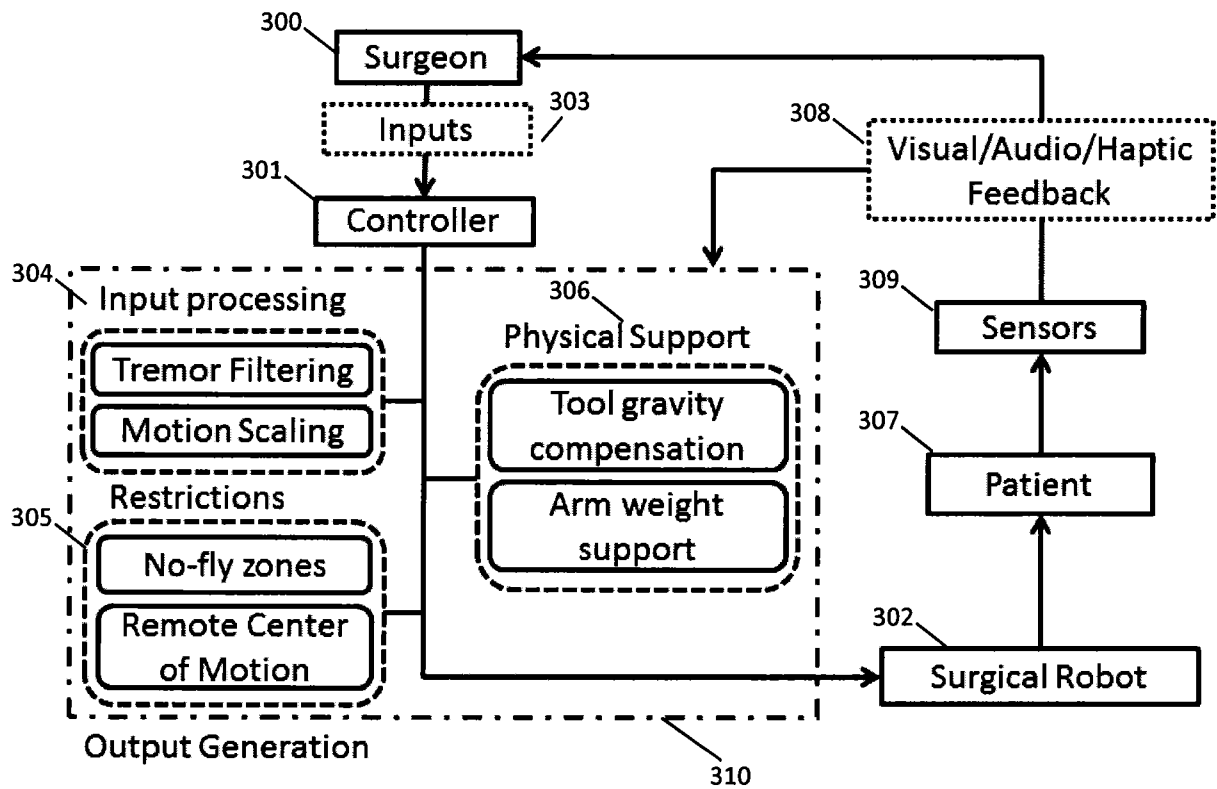 300
Surgeon
303
Inputs
308
Visual/Audio/Haptic
Feedback
301
Controller
304
Input processing
Tremor Filtering
Motion Scaling
306
Physical Support
Tool gravity
compensation
Arm weight
support
309
Sensors
307
Patient
Restrictions
305
No-fly zones
Remote Center
of Motion
302
Surgical Robot
Output Generation
310